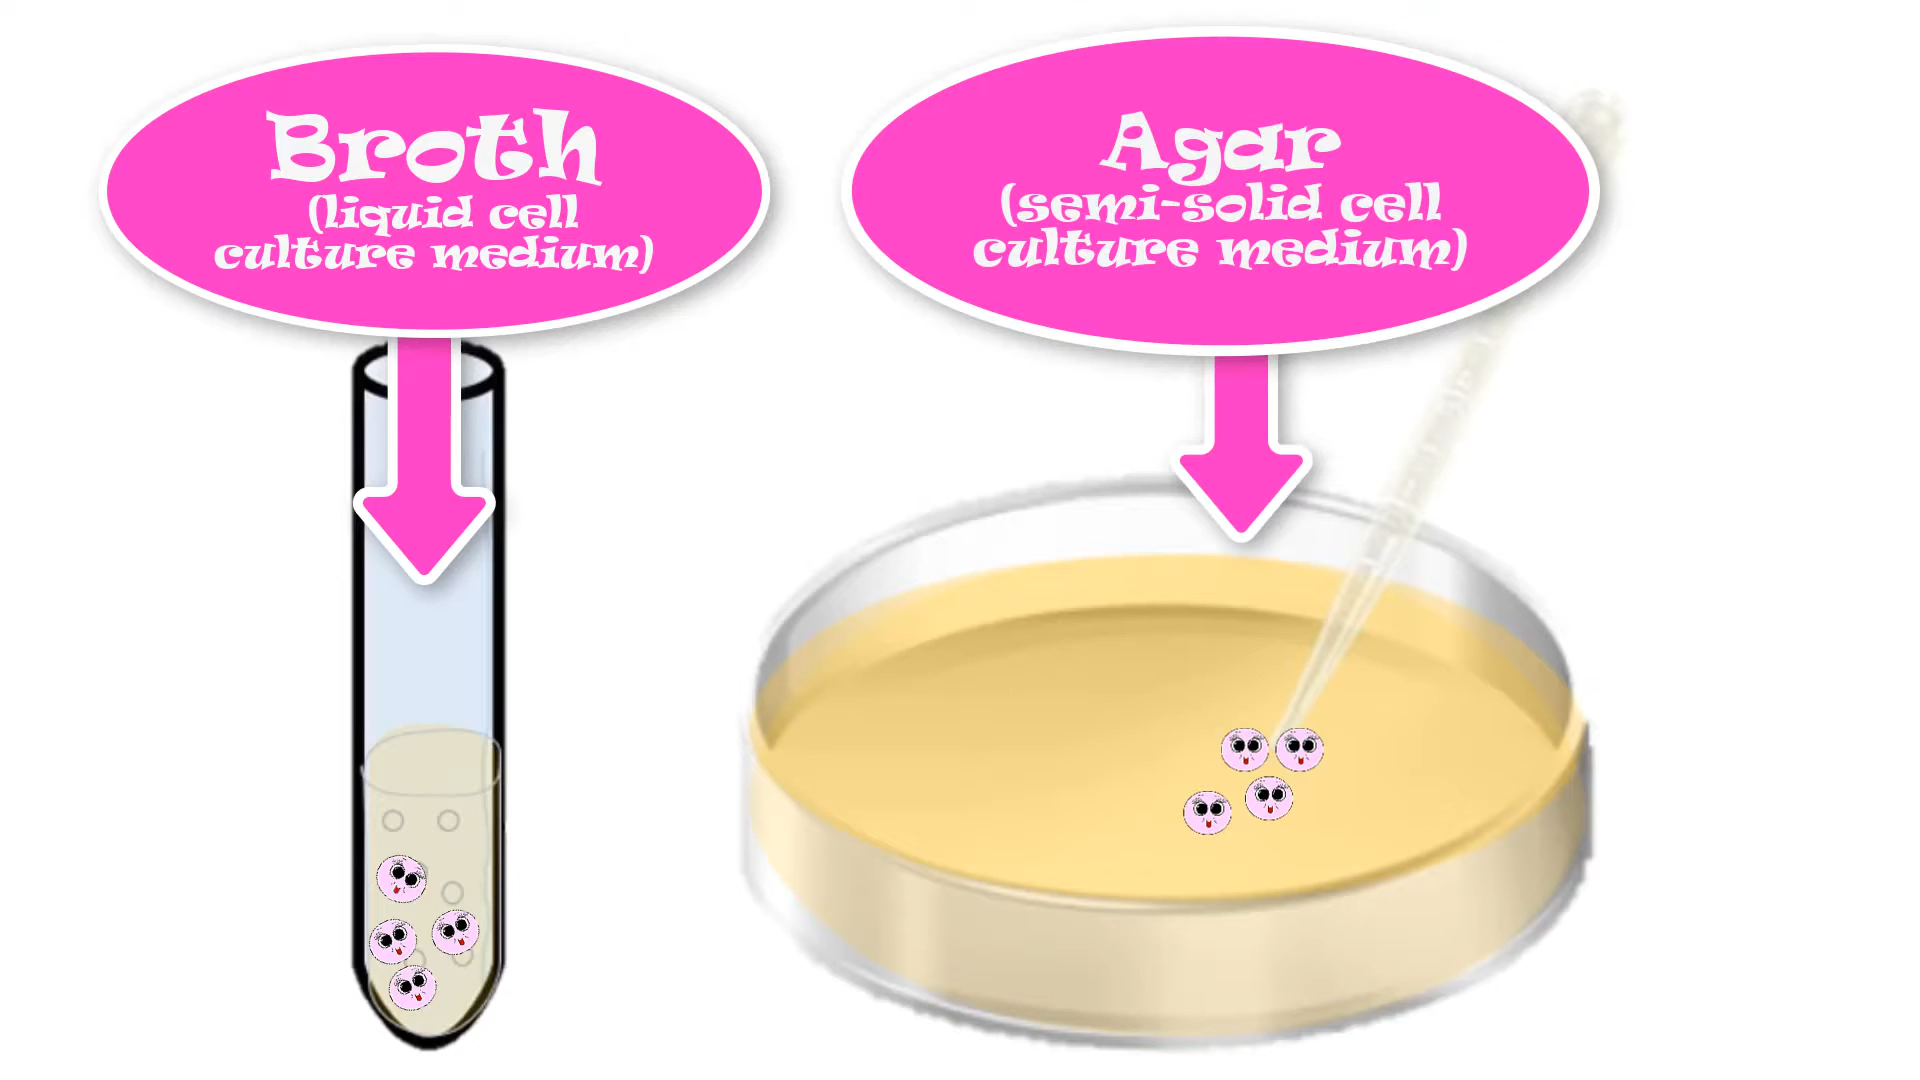 Broth
(liquid cell
culture medium)
Agar
(semi-solid cell
culture medium)